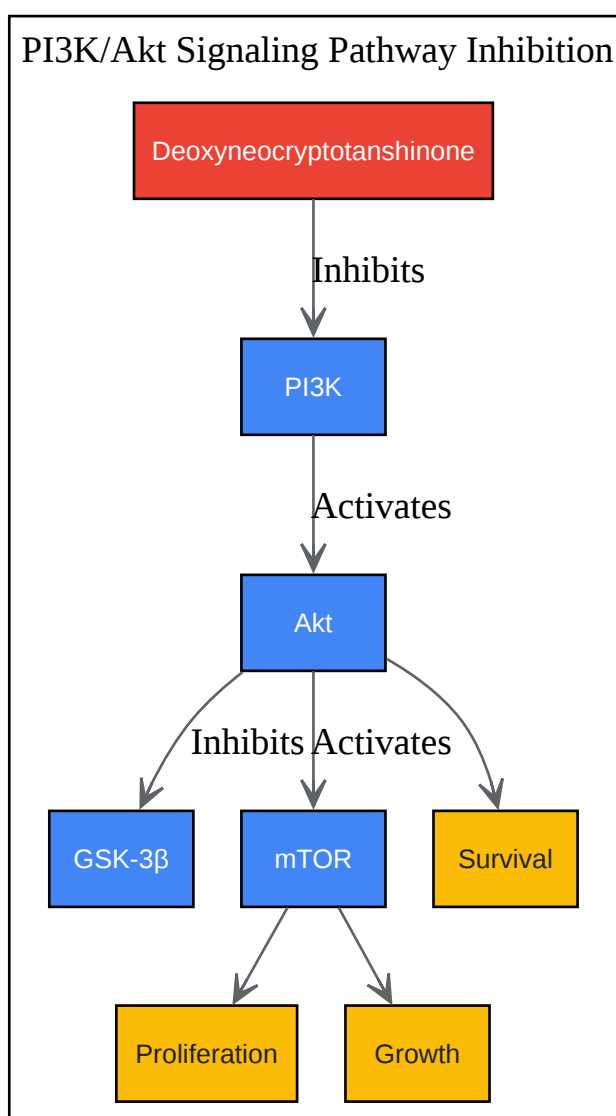 PI3K/Akt Signaling Pathway Inhibition
Deoxyneocryptotanshinone
Inhibits
PI3K
Activates
Akt
Inhibits
Activates
GSK-3β
mTOR
Survival
Proliferation
Growth